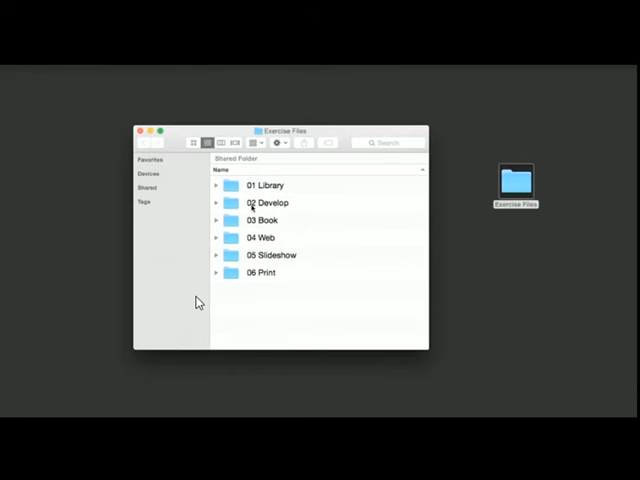 Exercise Files
Search
Shared Folder
Name
Favorites
Devices
Shared
Tags
01 Library
02 Develop
03 Book
04 Web
05 Slideshow
06 Print
Exercise Files